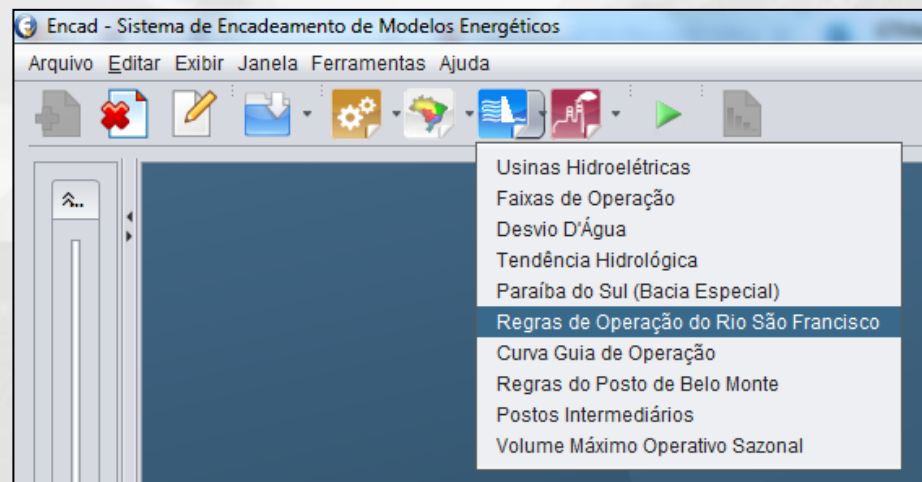 Encad - Sistema de Encadeamento de Modelos Energéticos
Arquivo Editar Exibir Janela Ferramentas Ajuda
Usinas Hidroelétricas
Faixas de Operação
Desvio D'Água
Tendência Hidrológica
Paraíba do Sul (Bacia Especial)
Regras de Operação do Rio São Francisco
Curva Guia de Operação
Regras do Posto de Belo Monte
Postos Intermediários
Volume Máximo Operativo Sazonal